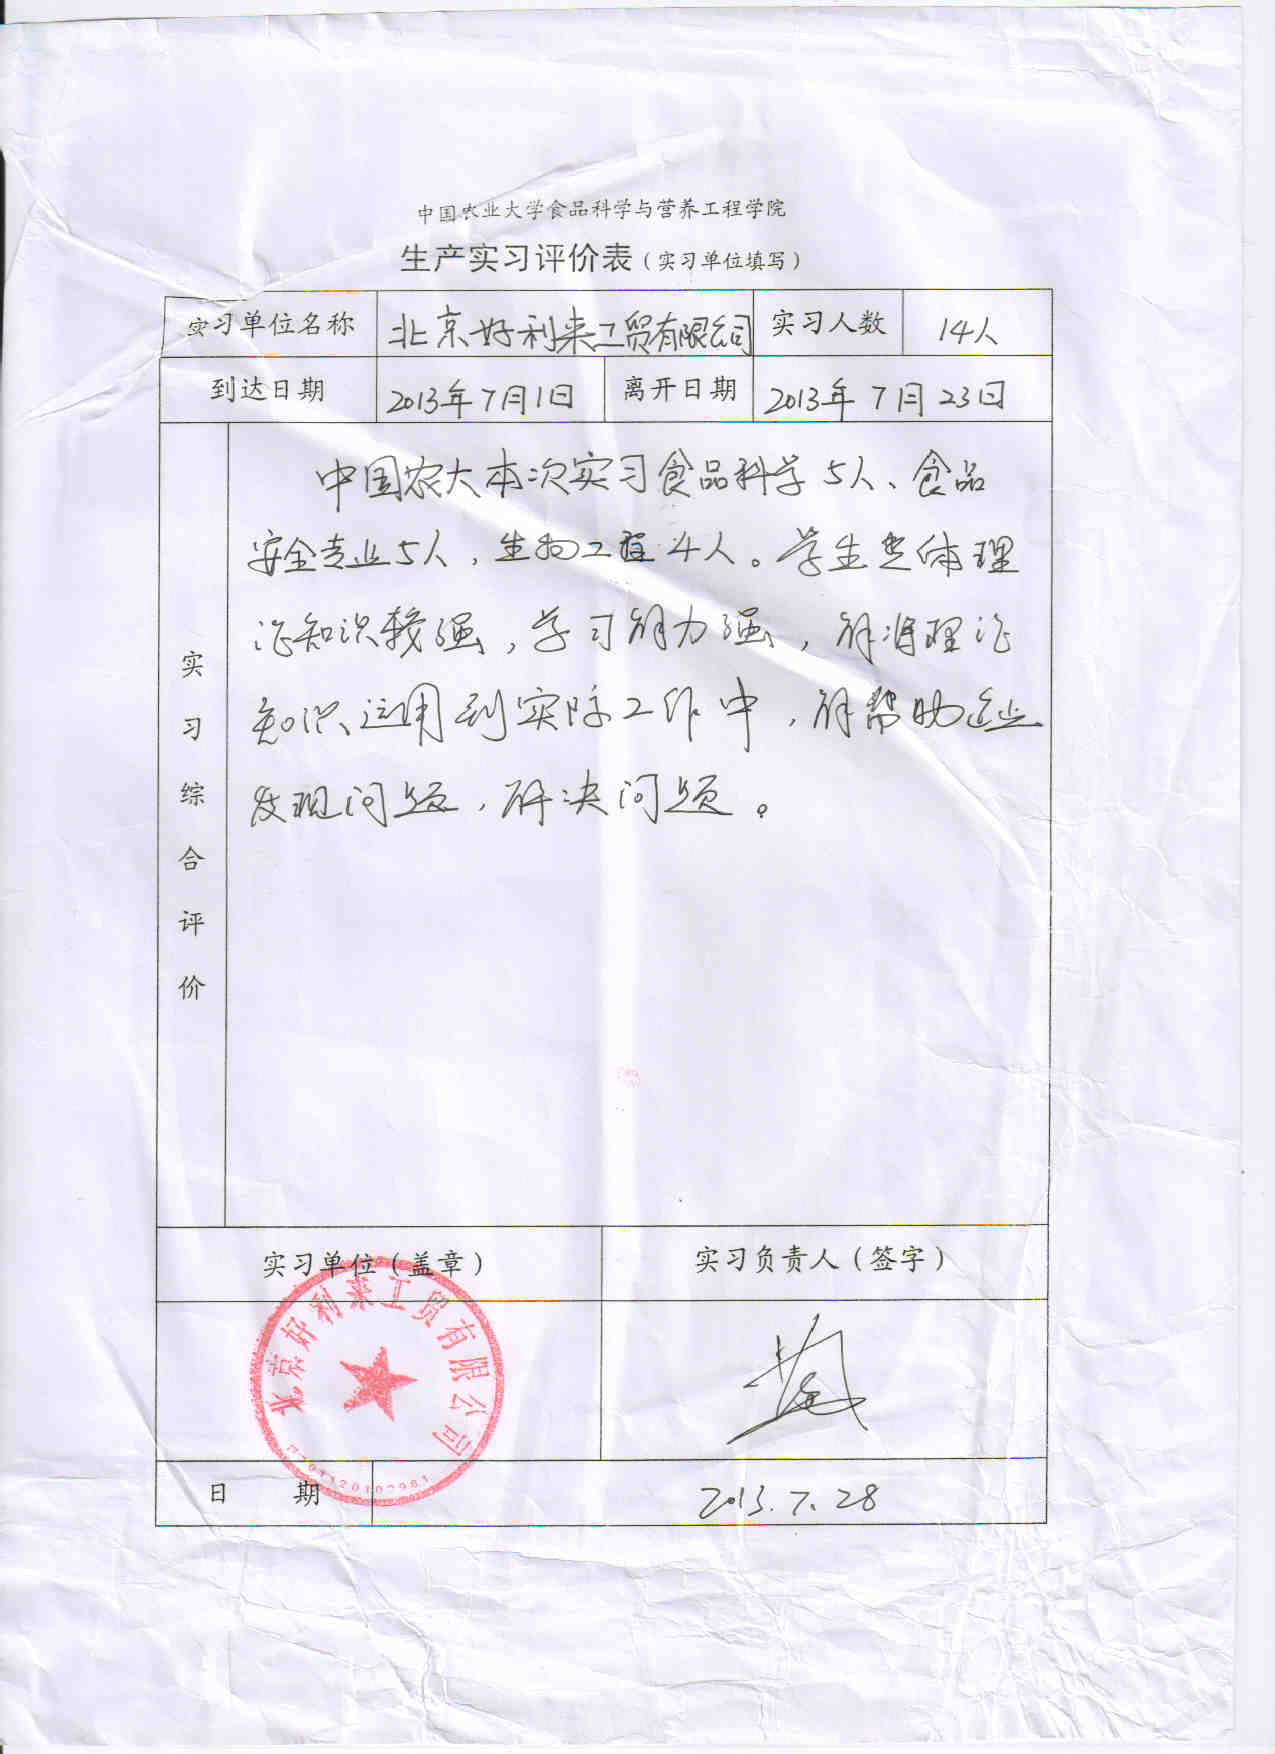 中国农业大学食品科学与营养工程学院
生产实习评价表（实习单位填写）
实习单位名称 北京好利来工贸有限公司 实习人数 14人
到达日期 2013年7月1日 离开日期 2013年7月23日
实习综合评价
中国农大本次实习食品科学5人、食品
安全专业5人，生物工程4人。学生整体理
论知识较强，学习能力强，能将理论
知识运用到实际工作中，能帮助企业
发现问题，解决问题。
实习单位（盖章） 实习负责人（签字）
北京好利来工贸有限公司
日 期 2013.7.28